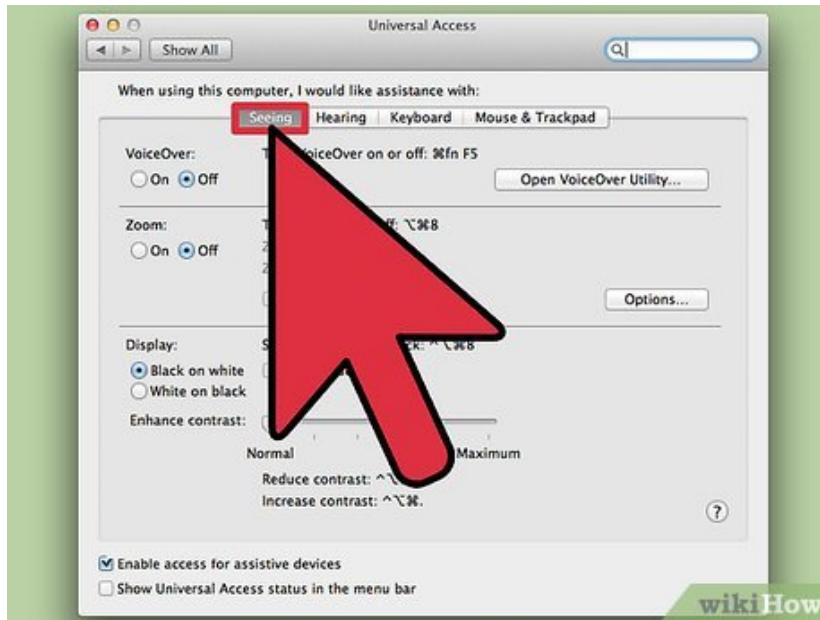 Universal Access
Show All
When using this computer, I would like assistance with:
Seeing Hearing Keyboard Mouse & Trackpad
VoiceOver: VoiceOver on or off: ⌘fn F5
On Off Open VoiceOver Utility...
Zoom: ⌥⌘8
On Off
Options...
Display: ^⌥⌘8
Black on white
White on black
Enhance contrast:
Normal Maximum
Reduce contrast:
Increase contrast: ^⌥⌘.
?
Enable access for assistive devices
Show Universal Access status in the menu bar
wikiHow